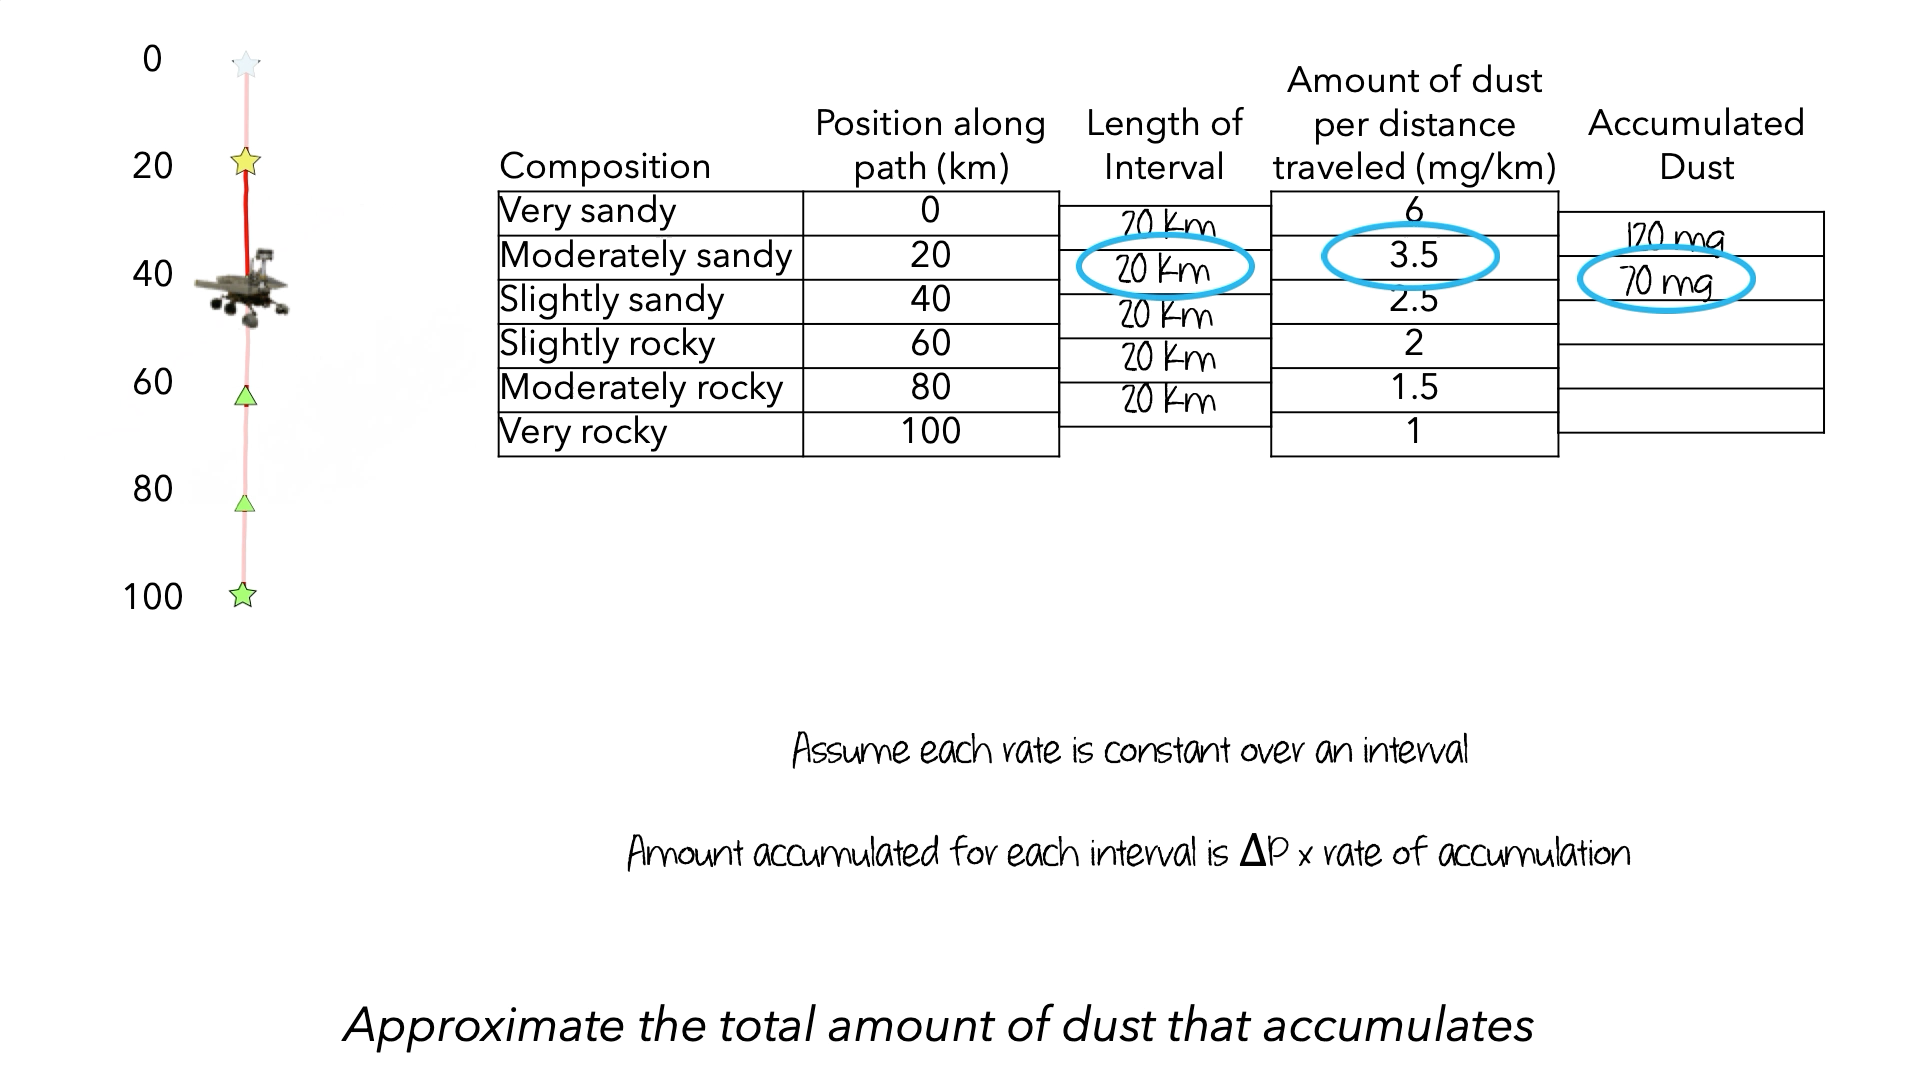 0
20
40
60
80
100
Composition
Position along
path (km)
Length of
Interval
Amount of dust
per distance
traveled (mg/km)
Accumulated
Dust
Very sandy 0 20 km 6 120 mg
Moderately sandy 20 20 km 3.5 70 mg
Slightly sandy 40 20 km 2.5
Slightly rocky 60 20 km 2
Moderately rocky 80 20 km 1.5
Very rocky 100 1
Assume each rate is constant over an interval
Amount accumulated for each interval is ΔP x rate of accumulation
Approximate the total amount of dust that accumulates